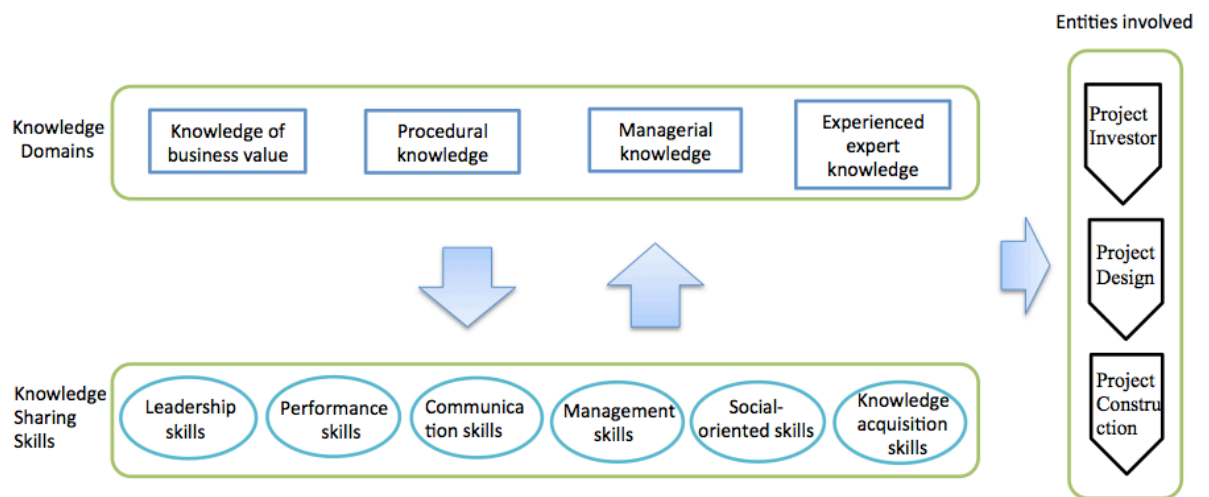 Entities involved
Knowledge
Domains
Knowledge of
business value
Procedural
knowledge
Managerial
knowledge
Experienced
expert
knowledge
Project
Investor
Project
Design
Knowledge
Sharing
Skills
Leadership
skills
Performance
skills
Communica
tion skills
Management
skills
Social-
oriented skills
Knowledge
acquisition
skills
Project
Constru
ction